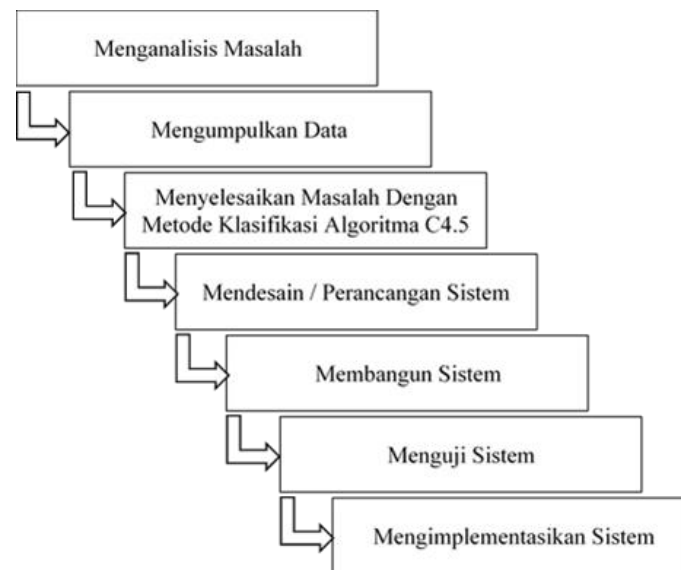 Menganalisis Masalah
Mengumpulkan Data
Menyelesaikan Masalah Dengan
Metode Klasifikasi Algoritma C4.5
Mendesain / Perancangan Sistem
Membangun Sistem
Menguji Sistem
Mengimplementasikan Sistem